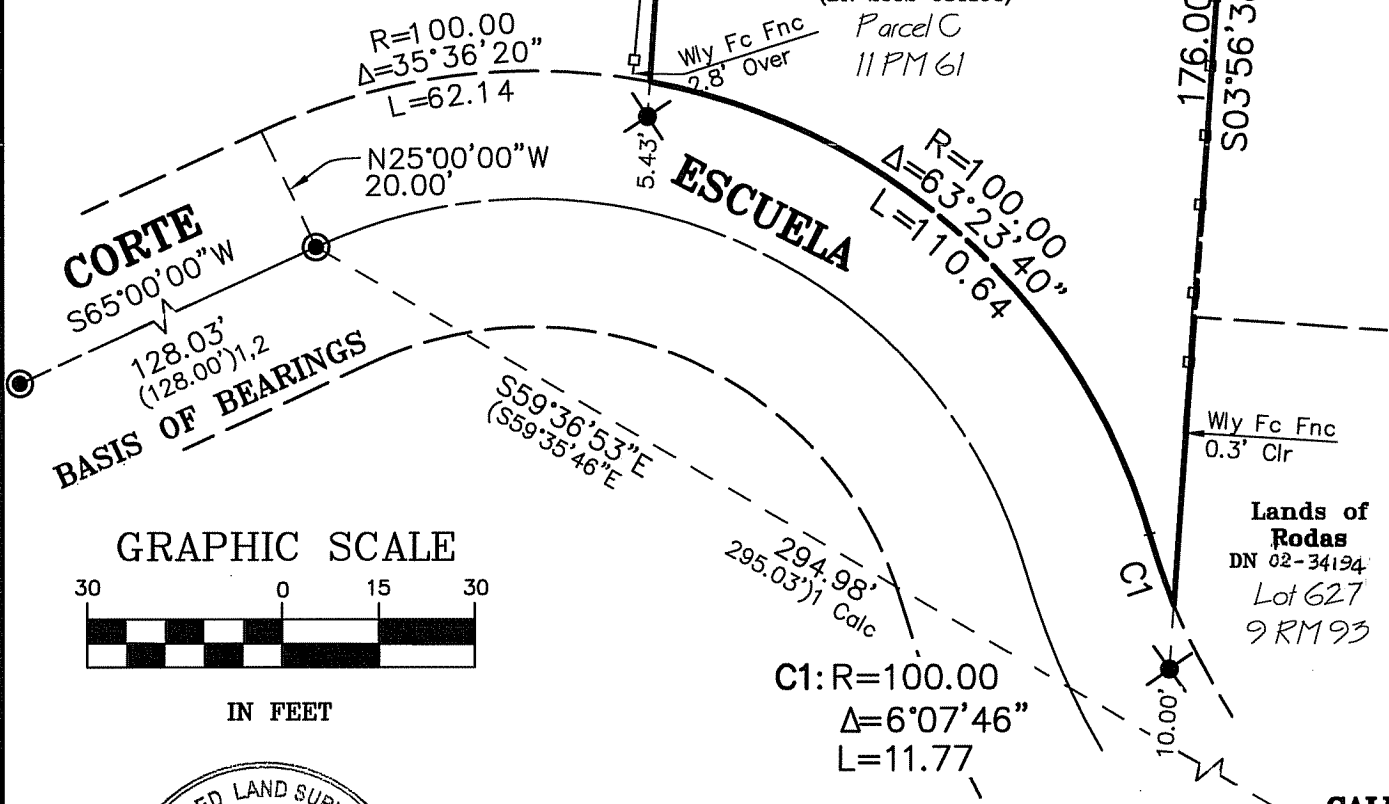 Parcel C
11 PM 61
Wly Fc Fnc
2.8' Over
R=100.00
Δ=35°36'20"
L=62.14
176.00
N25°00'00"W
20.00'
5.43'
ESCUELA
R=100.00
Δ=63°23'40"
L=110.64
CORTE
S65°00'00"W
128.03'
(128.00')1,2
BASIS OF BEARINGS
S59°36'53"E
(S59°35'46"E
294.98'
295.03')1 Calc
Wly Fc Fnc
0.3' Clr
Lands of
Rodas
DN 02-34194
Lot 627
9 RM 93
C1
GRAPHIC SCALE
30 0 15 30
IN FEET
C1: R=100.00
Δ=6°07'46"
L=11.77
10.00'
LAND